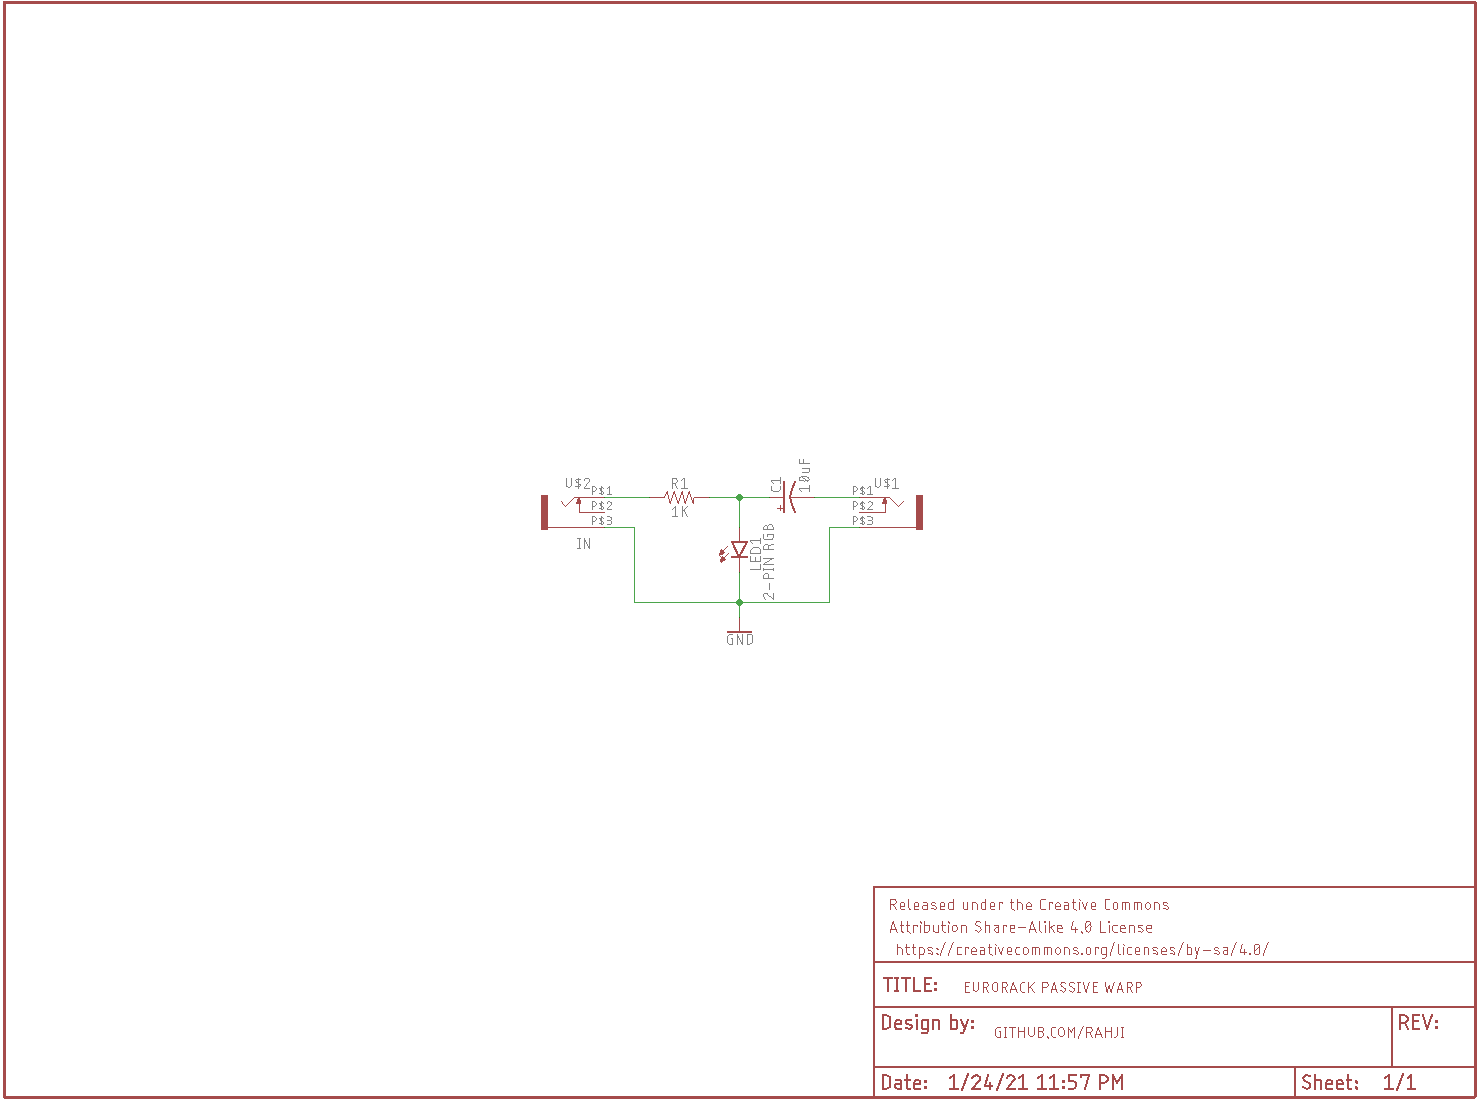 U$2
P$1
P$2
P$3
IN
R1
1K
C1
+
10uF
LED1
2-PIN RGB
GND
P$1
P$2
P$3
U$1
Released under the Creative Commons
Attribution Share-Alike 4.0 License
https://creativecommons.org/licenses/by-sa/4.0/
TITLE: EURORACK PASSIVE WARP
Design by: GITHUB.COM/RAHJI
REV:
Date: 1/24/21 11:57 PM
Sheet: 1/1